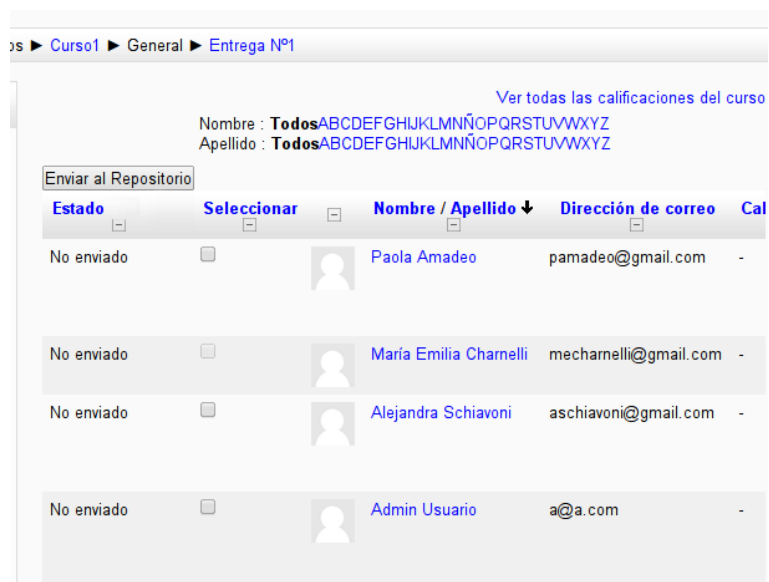 os ► Curso1 ► General ► Entrega Nº1
Ver todas las calificaciones del curso
Nombre : TodosABCDEFGHIJKLMNÑOPQRSTUVWXYZ
Apellido : TodosABCDEFGHIJKLMNÑOPQRSTUVWXYZ
Enviar al Repositorio
Estado Seleccionar Nombre / Apellido ↓ Dirección de correo Cal
No enviado Paola Amadeo pamadeo@gmail.com -
No enviado María Emilia Charnelli mecharnelli@gmail.com -
No enviado Alejandra Schiavoni aschiavoni@gmail.com -
No enviado Admin Usuario a@a.com -